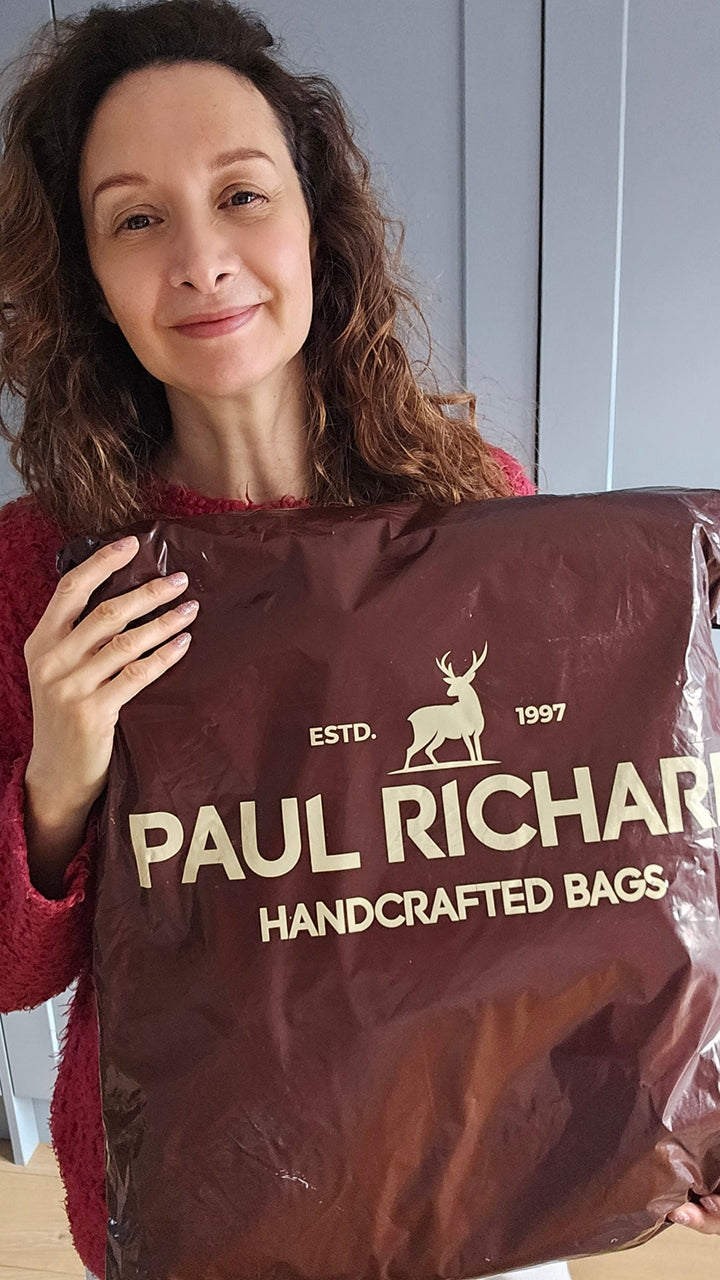 ESTD. 1997
PAUL RICHAR
HANDCRAFTED BAGS